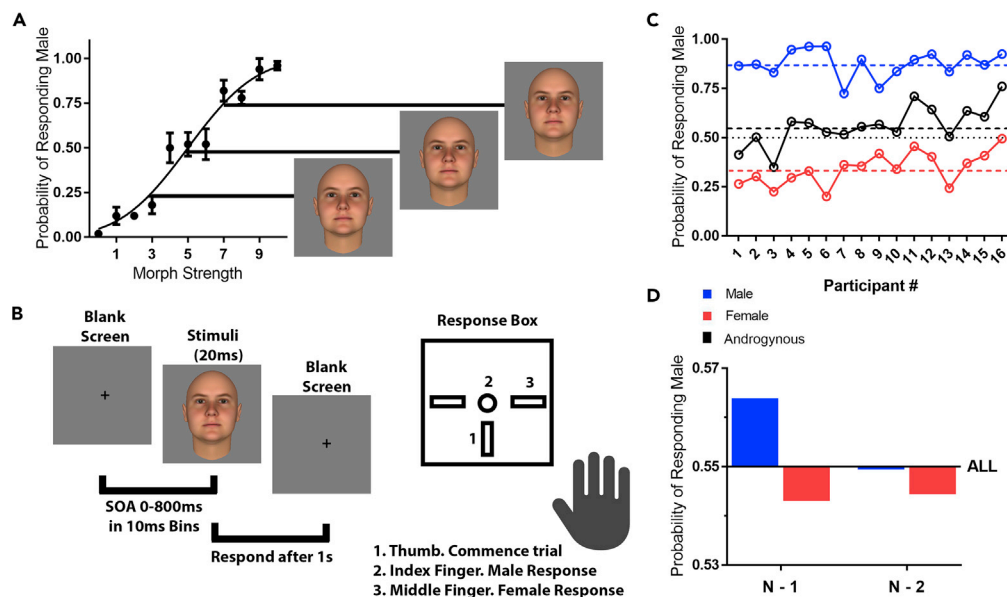 A
Probability of Responding Male
1.00
0.75
0.50
0.25
0.00
1 3 5 7 9
Morph Strength
B
Blank
Screen
Stimuli
(20ms)
Blank
Screen
SOA 0-800ms
in 10ms Bins
Respond after 1s
Response Box
2
3
1
1. Thumb. Commence trial
2. Index Finger. Male Response
3. Middle Finger. Female Response
C
Probability of Responding Male
1.00
0.75
0.50
0.25
0.00
1 2 3 4 5 6 7 8 9 10 11 12 13 14 15 16
Participant #
D
Male
Female
Androgynous
Probability of Responding Male
0.57
0.55
0.53
ALL
N - 1 N - 2